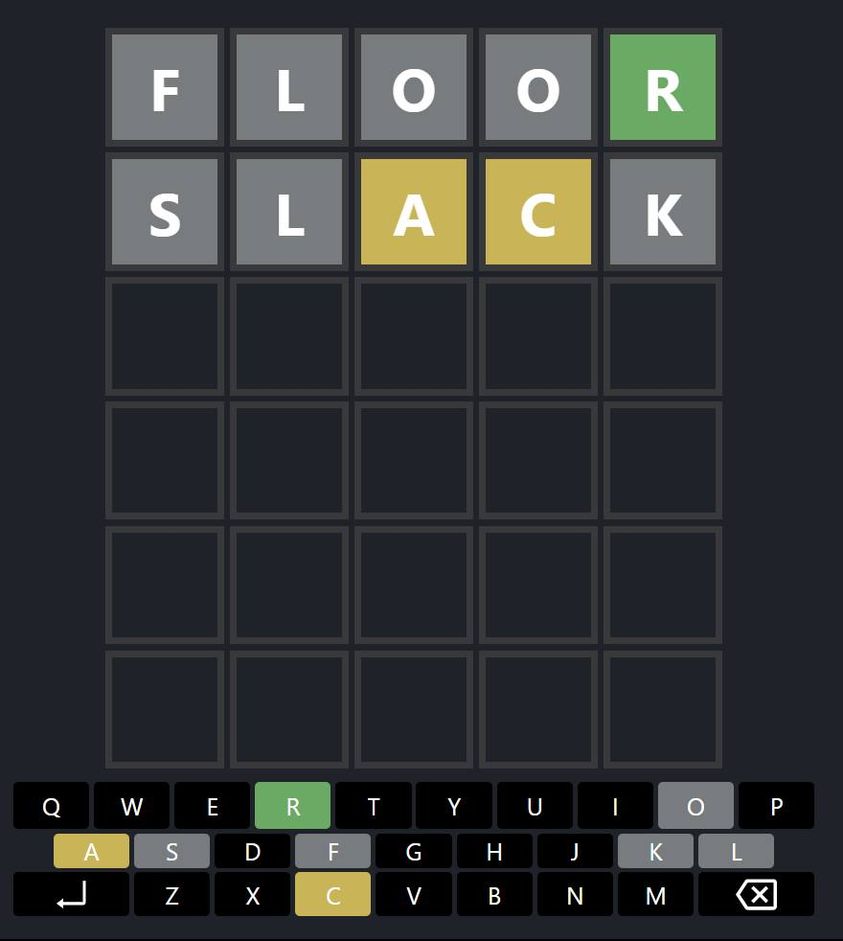 F L O O R
S L A C K
Q W E R T Y U I O P
A S D F G H J K L
Z X C V B N M